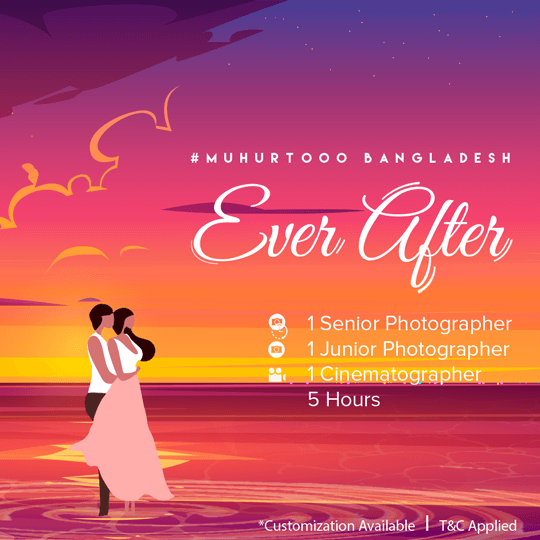 #MUHURTOOO BANGLADESH
Ever After
1 Senior Photographer
1 Junior Photographer
1 Cinematographer
5 Hours
*Customization Available | T&C Applied